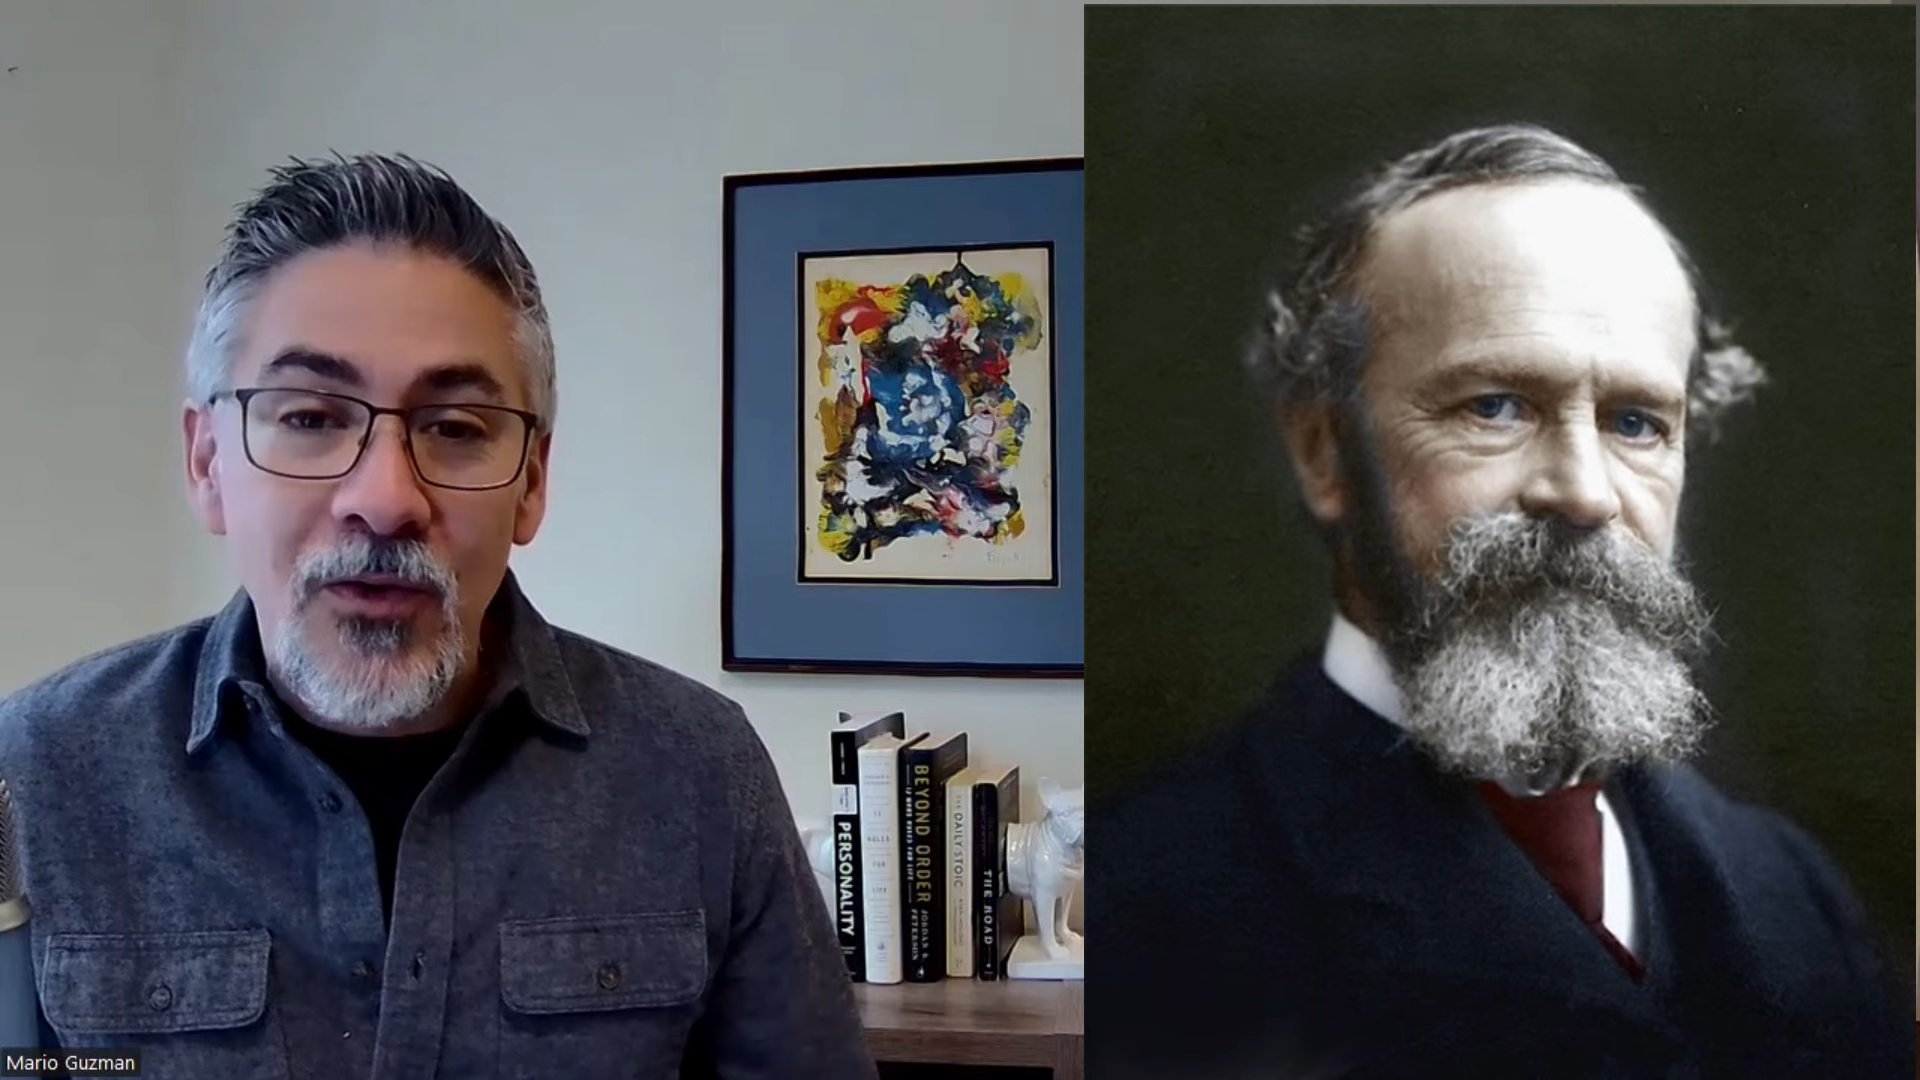 PERSONALITY
RULES
FOR
LIFE
BEYOND ORDER
12 MORE RULES FOR LIFE
JORDAN B.
PETERSON
THE DAILY STOIC
THE ROAD
Mario Guzman